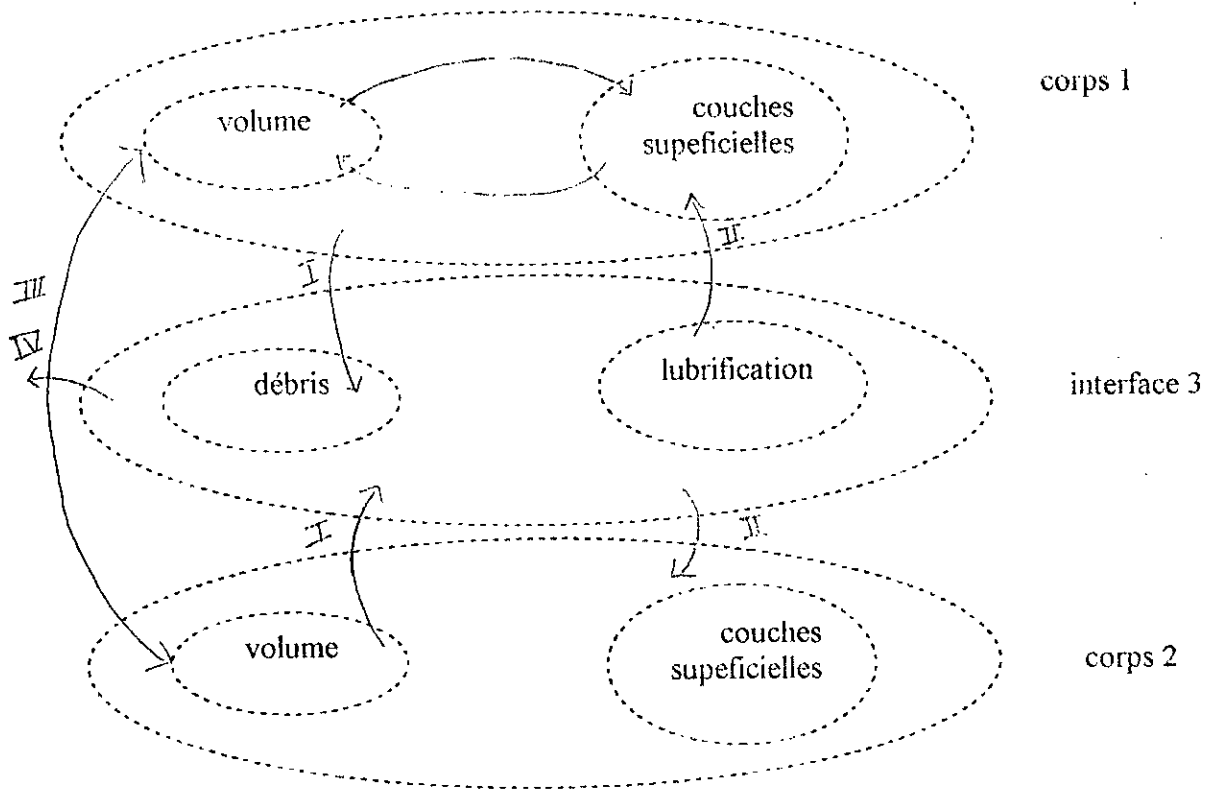 corps 1
volume
couches
supeficielles
II
I
III
IV
débris
lubrification
interface 3
I
II
volume
couches
supeficielles
corps 2